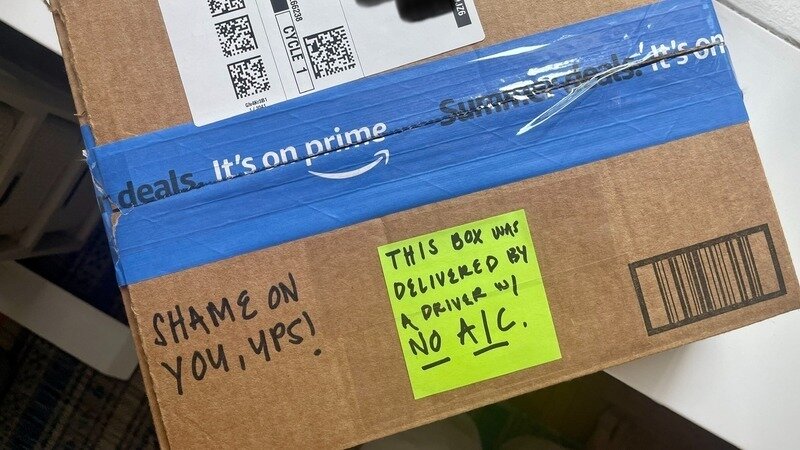 66238
CYCLE 1
deals. It's on prime Summer deals. It's on
THIS BOX WAS
DELIVERED BY
A DRIVER W/
NO A/C.
SHAME ON
YOU, UPS!